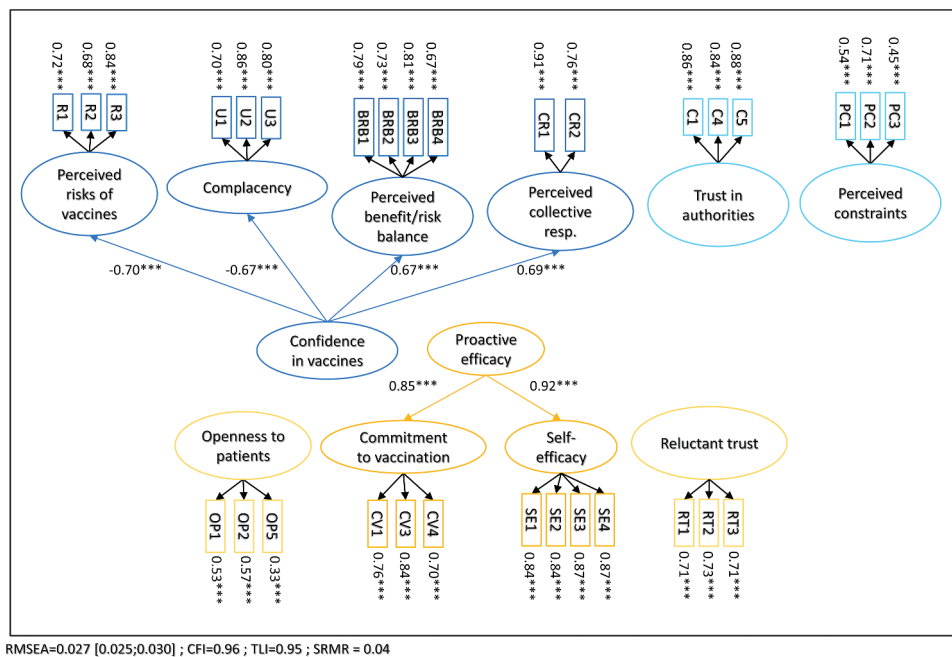 0.72***
0.68***
0.84***
0.70***
0.86***
0.80***
0.79***
0.73***
0.81***
0.67***
0.91***
0.76***
0.86***
0.84***
0.88***
0.54***
0.71***
0.45***
R1
R2
R3
U1
U2
U3
BRB1
BRB2
BRB3
BRB4
CR1
CR2
C1
C4
C5
PC1
PC2
PC3
Perceived
risks of
vaccines
Complacency
Perceived
benefit/risk
balance
Perceived
collective
resp.
Trust in
authorities
Perceived
constraints
-0.70***
-0.67***
0.67***
0.69***
Confidence
in vaccines
Proactive
efficacy
0.85***
0.92***
Openness to
patients
Commitment
to vaccination
Self-
efficacy
Reluctant trust
OP1
OP2
OP5
CV1
CV3
CV4
SE1
SE2
SE3
SE4
RT1
RT2
RT3
0.53***
0.57***
0.33***
0.76***
0.84***
0.70***
0.84***
0.84***
0.87***
0.87***
0.71***
0.73***
0.71***
RMSEA=0.027 [0.025;0.030] ; CFI=0.96 ; TLI=0.95 ; SRMR = 0.04